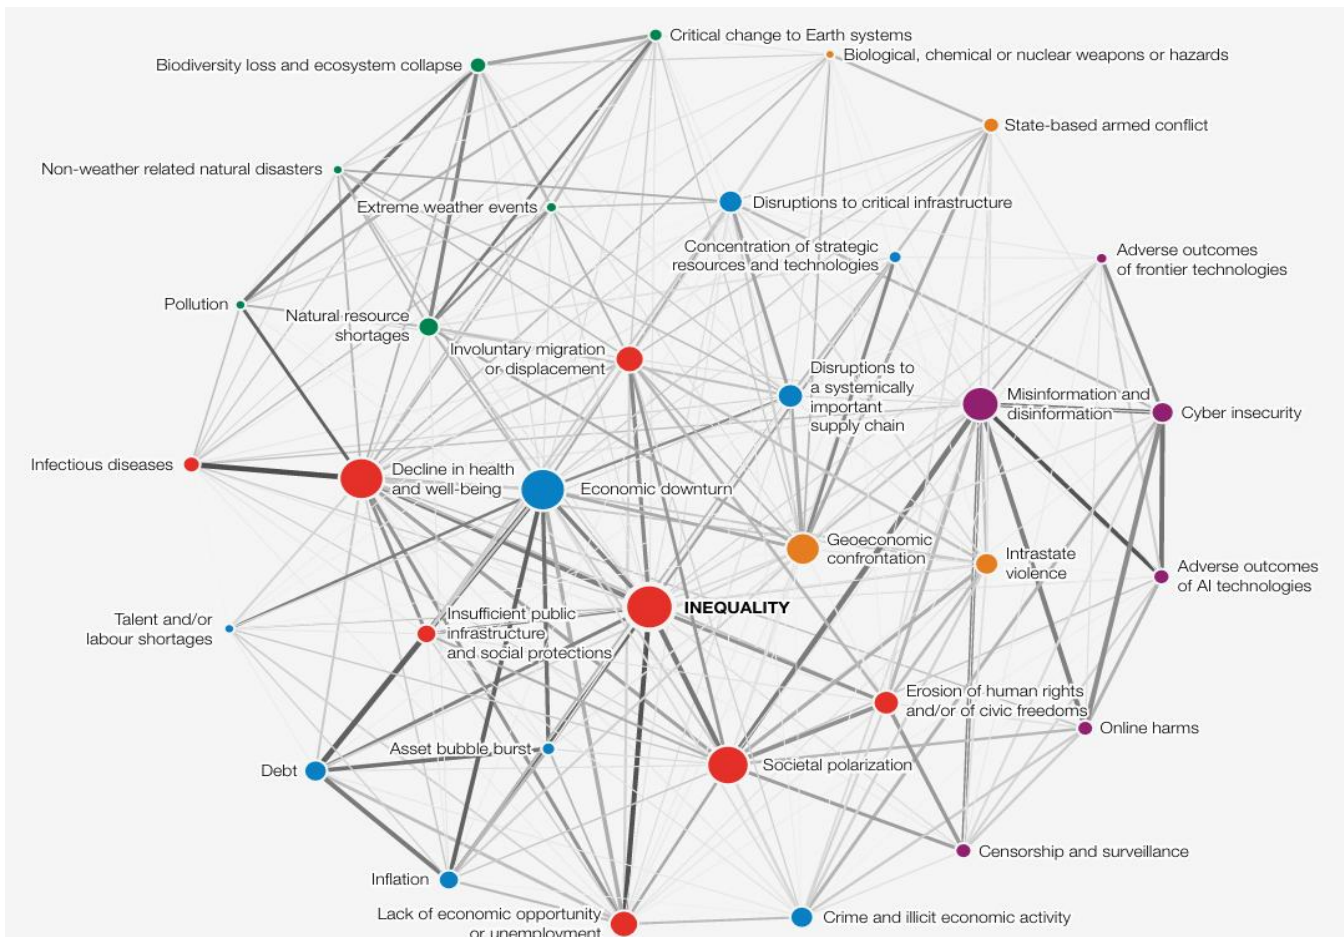 Critical change to Earth systems
Biological, chemical or nuclear weapons or hazards
Biodiversity loss and ecosystem collapse
State-based armed conflict
Non-weather related natural disasters
Extreme weather events
Disruptions to critical infrastructure
Concentration of strategic
resources and technologies
Adverse outcomes
of frontier technologies
Pollution
Natural resource
shortages
Involuntary migration
or displacement
Disruptions to
a systemically
important
supply chain
Misinformation and
disinformation
Cyber insecurity
Infectious diseases
Decline in health
and well-being
Economic downturn
Geoeconomic
confrontation
Intrastate
violence
Adverse outcomes
of AI technologies
Talent and/or
labour shortages
Insufficient public
infrastructure
and social protections
INEQUALITY
Erosion of human rights
and/or of civic freedoms
Online harms
Asset bubble burst
Debt
Societal polarization
Censorship and surveillance
Inflation
Lack of economic opportunity
or unemployment
Crime and illicit economic activity